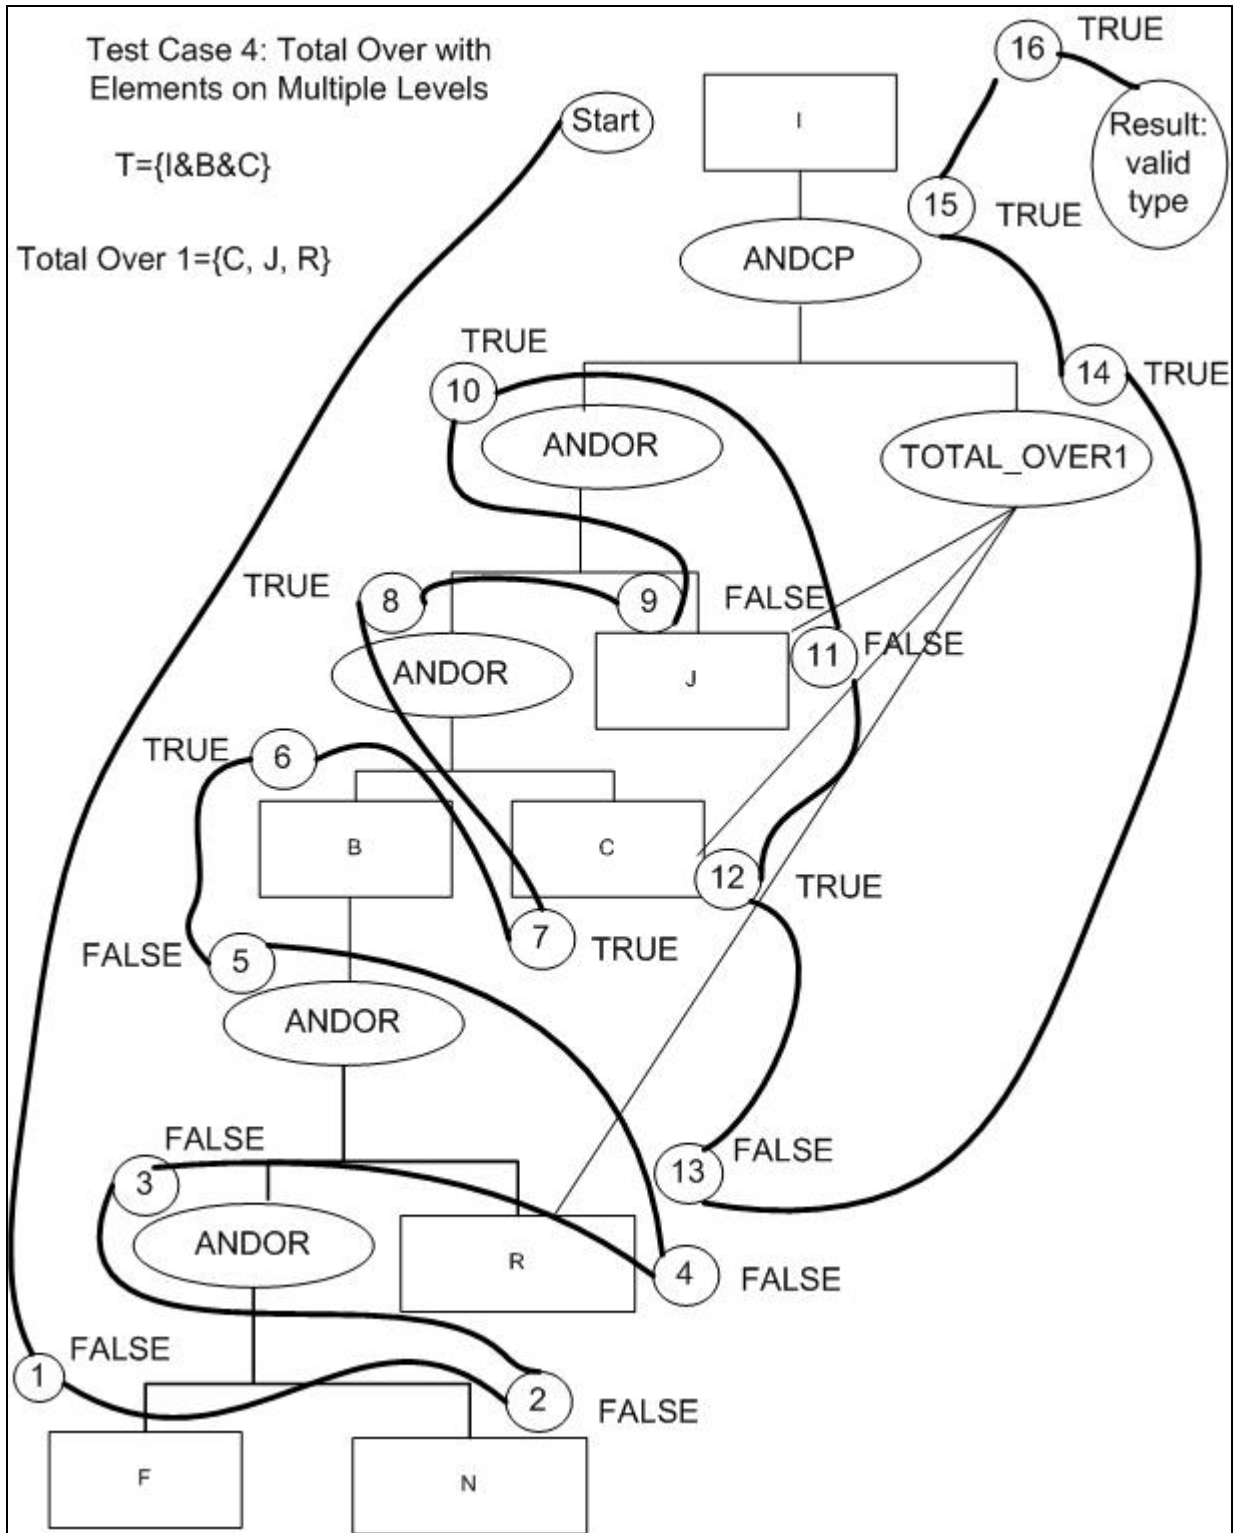 Test Case 4: Total Over with
Elements on Multiple Levels
T={I&B&C}
Total Over 1={C, J, R}
Start
I
16
TRUE
Result:
valid
type
15
TRUE
ANDCP
14
TRUE
TRUE
10
ANDOR
TOTAL_OVER1
TRUE
8
9
FALSE
11
FALSE
ANDOR
J
TRUE
6
B
C
12
TRUE
7
TRUE
FALSE
5
ANDOR
FALSE
3
13
FALSE
ANDOR
R
4
FALSE
1
FALSE
2
FALSE
F
N